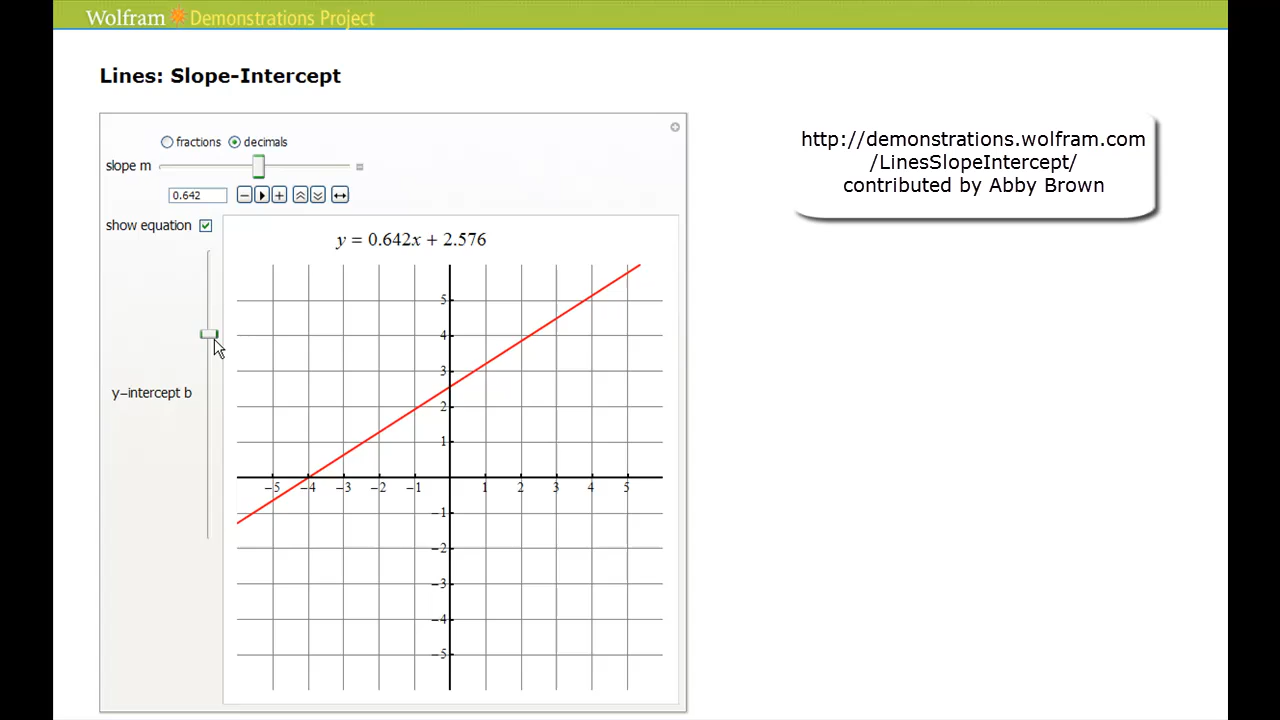 Wolfram Demonstrations Project
Lines: Slope-Intercept
http://demonstrations.wolfram.com
/LinesSlopeIntercept/
contributed by Abby Brown
fractions decimals
slope m
0.642
show equation
y = 0.642x + 2.576
y-intercept b
5
4
3
2
1
−5 −4 −3 −2 −1 1 2 3 4 5
−1
−2
−3
−4
−5